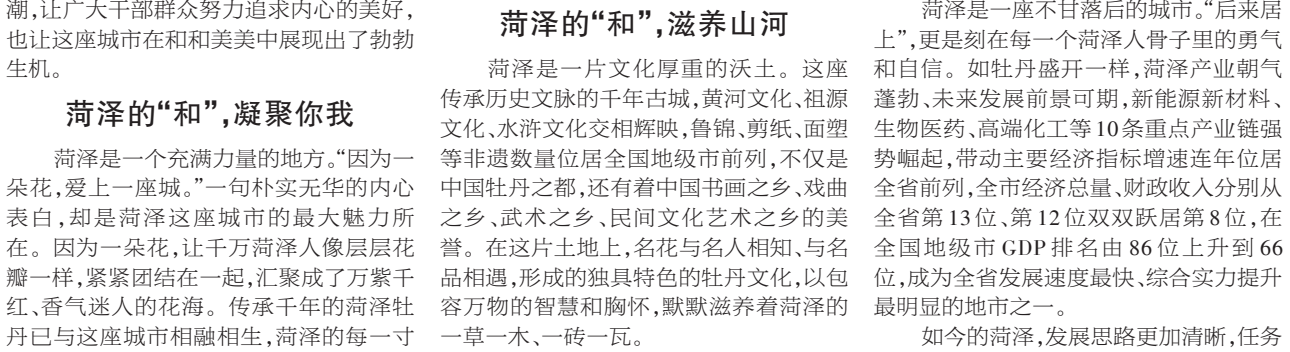 潮,让广大干部群众努力追求内心的美好,
也让这座城市在和和美美中展现出了勃勃
生机。
菏泽的“和”,凝聚你我
菏泽是一个充满力量的地方。“因为一
朵花,爱上一座城。”一句朴实无华的内心
表白,却是菏泽这座城市的最大魅力所
在。因为一朵花,让千万菏泽人像层层花
瓣一样,紧紧团结在一起,汇聚成了万紫千
红、香气迷人的花海。传承千年的菏泽牡
丹已与这座城市相融相生,菏泽的每一寸
菏泽的“和”,滋养山河
菏泽是一片文化厚重的沃土。这座
传承历史文脉的千年古城,黄河文化、祖源
文化、水浒文化交相辉映,鲁锦、剪纸、面塑
等非遗数量位居全国地级市前列,不仅是
中国牡丹之都,还有着中国书画之乡、戏曲
之乡、武术之乡、民间文化艺术之乡的美
誉。在这片土地上,名花与名人相知、与名
品相遇,形成的独具特色的牡丹文化,以包
容万物的智慧和胸怀,默默滋养着菏泽的
一草一木、一砖一瓦。
菏泽是一座不甘落后的城市。“后来居
上”,更是刻在每一个菏泽人骨子里的勇气
和自信。如牡丹盛开一样,菏泽产业朝气
蓬勃、未来发展前景可期,新能源新材料、
生物医药、高端化工等10条重点产业链强
势崛起,带动主要经济指标增速连年位居
全省前列,全市经济总量、财政收入分别从
全省第13位、第12位双双跃居第8位,在
全国地级市GDP排名由86位上升到66
位,成为全省发展速度最快、综合实力提升
最明显的地市之一。
如今的菏泽,发展思路更加清晰,任务